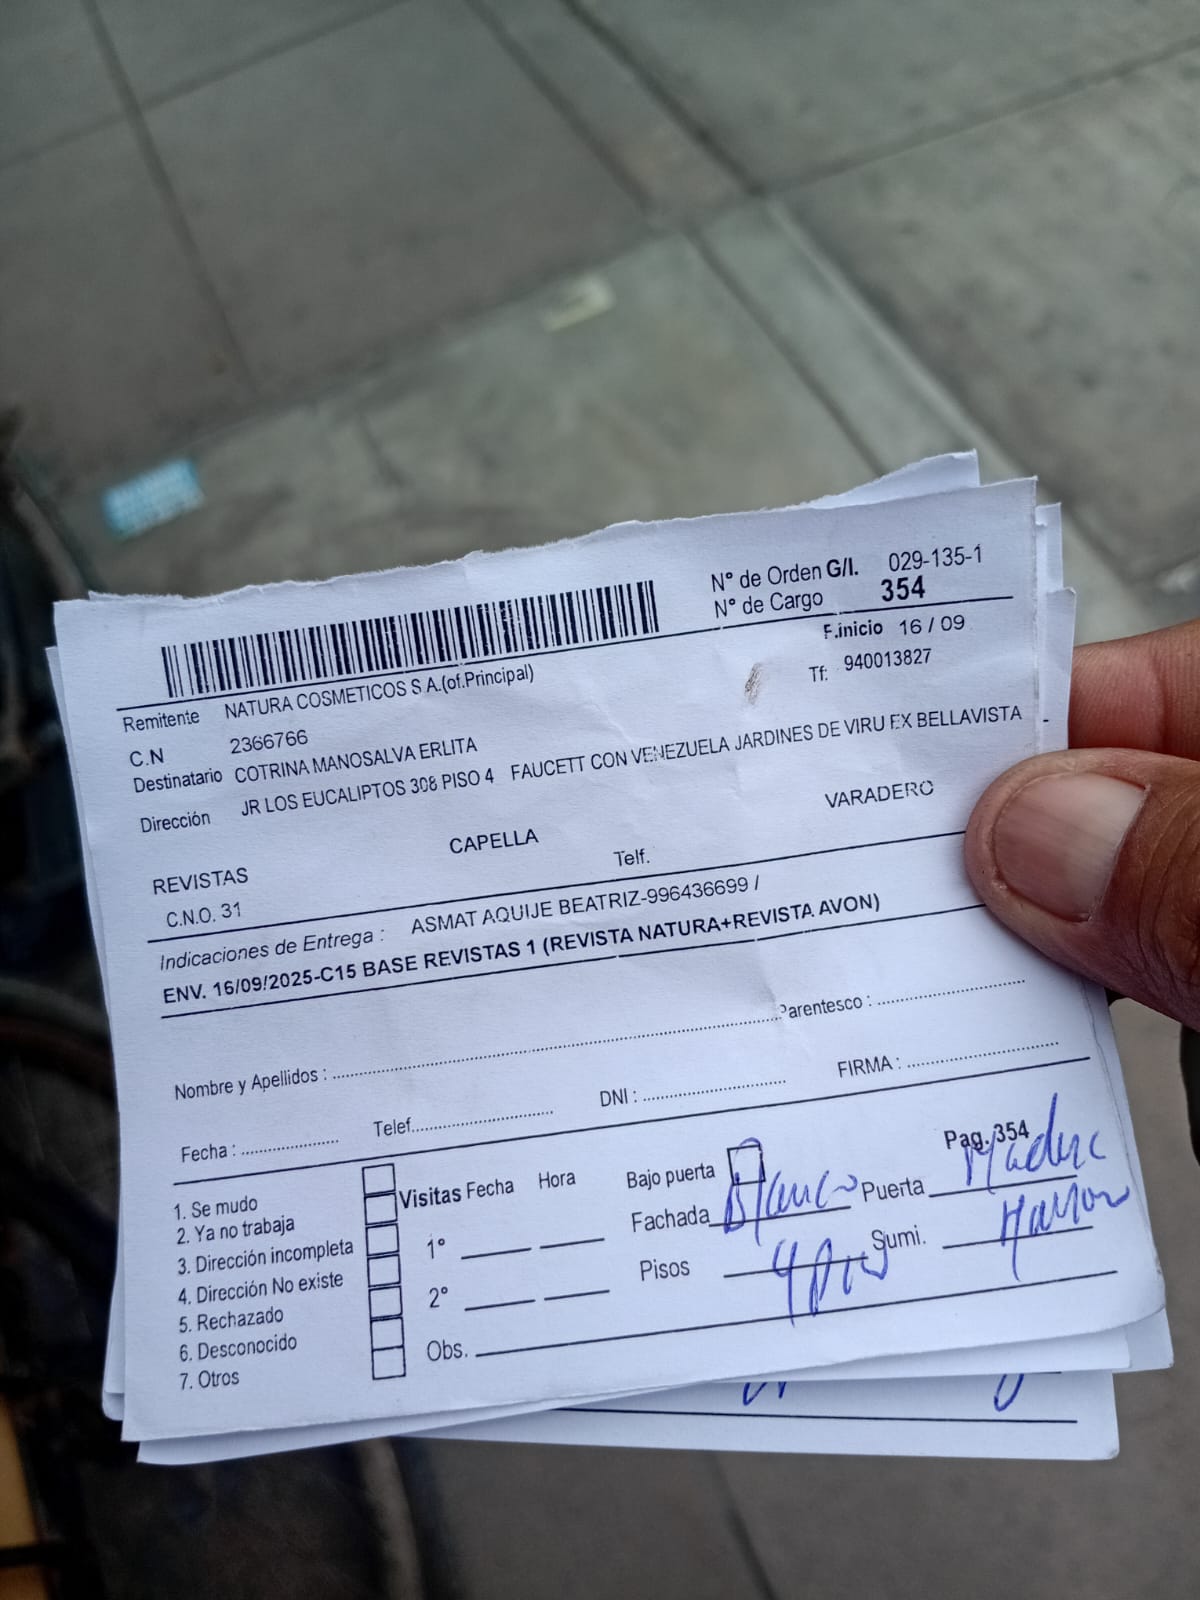 N° de Orden G/I. 029-135-1
N° de Cargo 354
F.inicio 16 / 09
Remitente NATURA COSMETICOS S A.(of.Principal)
Tf: 940013827
C.N 2366766
Destinatario COTRINA MANOSALVA ERLITA
Dirección JR LOS EUCALIPTOS 308 PISO 4 FAUCETT CON VENEZUELA JARDINES DE VIRU EX BELLAVISTA
REVISTAS CAPELLA VARADERO
C.N.O. 31 Telf.
Indicaciones de Entrega : ASMAT AQUIJE BEATRIZ-996436699 /
ENV. 16/09/2025-C15 BASE REVISTAS 1 (REVISTA NATURA+REVISTA AVON)
Nombre y Apellidos : Parentesco :
Fecha : Telef. DNI : FIRMA :
Pag. 354
1. Se mudo
2. Ya no trabaja
3. Dirección incompleta
4. Dirección No existe
5. Rechazado
6. Desconocido
7. Otros
Visitas Fecha Hora
1°
2°
Obs.
Bajo puerta
Fachada Blanco Puerta
Pisos 4 Sumi.